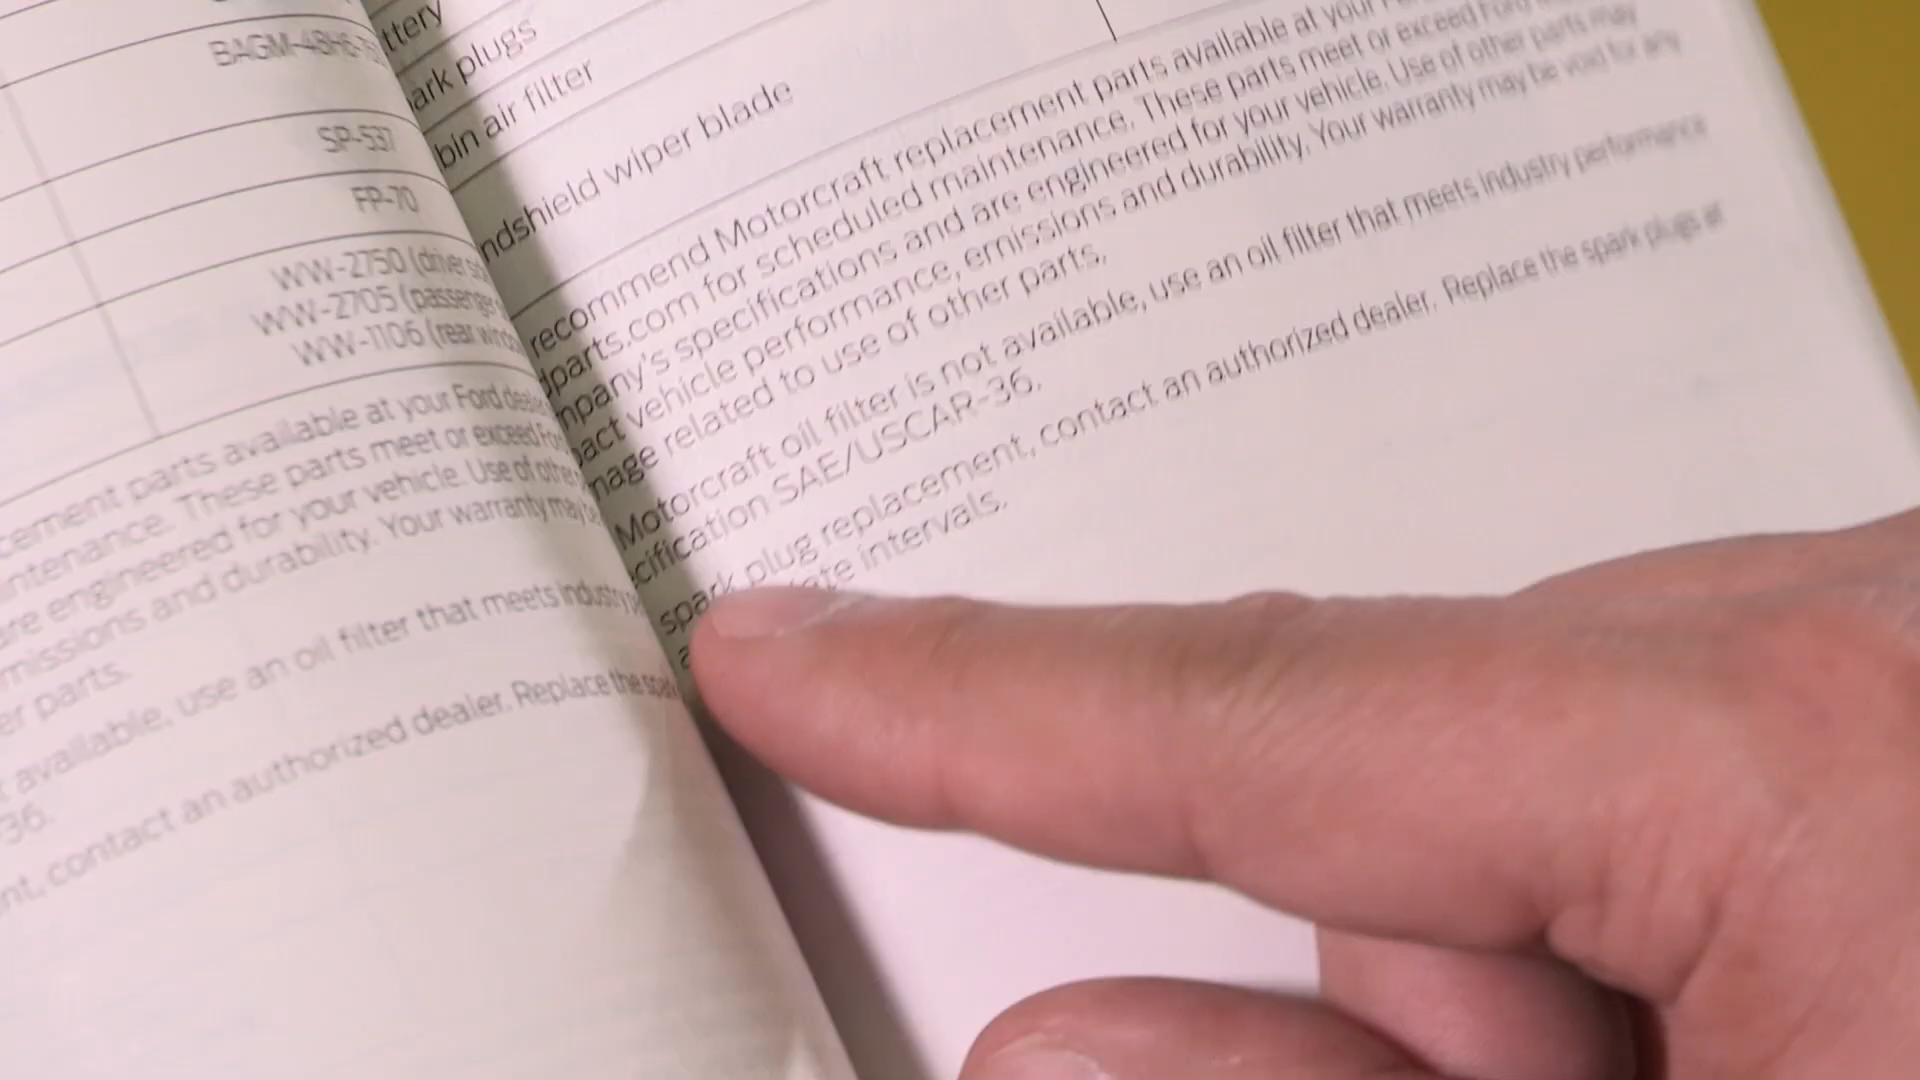 BAGM-48H6-
SP-537
FP-70
WW-2750 (driver
WW-2705 (passenger
WW-1106 (rear
cement parts available at your Ford
intenance. These parts meet or exceed
are engineered for your vehicle. Use of other
missions and durability. Your warranty may
er parts.
available, use an oil filter that meets industry
36.
nt, contact an authorized dealer. Replace the
ttery
ark plugs
bin air filter
ndshield wiper blade
recommend Motorcraft replacement parts available at your
parts.com for scheduled maintenance. These parts meet or exceed Ford
mpany's specifications and are engineered for your vehicle. Use of other parts may
pact vehicle performance, emissions and durability. Your warranty may be void for any
mage related to use of other parts.
Motorcraft oil filter is not available, use an oil filter that meets industry performance
cification SAE/USCAR-36.
spark plug replacement, contact an authorized dealer. Replace the spark plugs at
intervals.